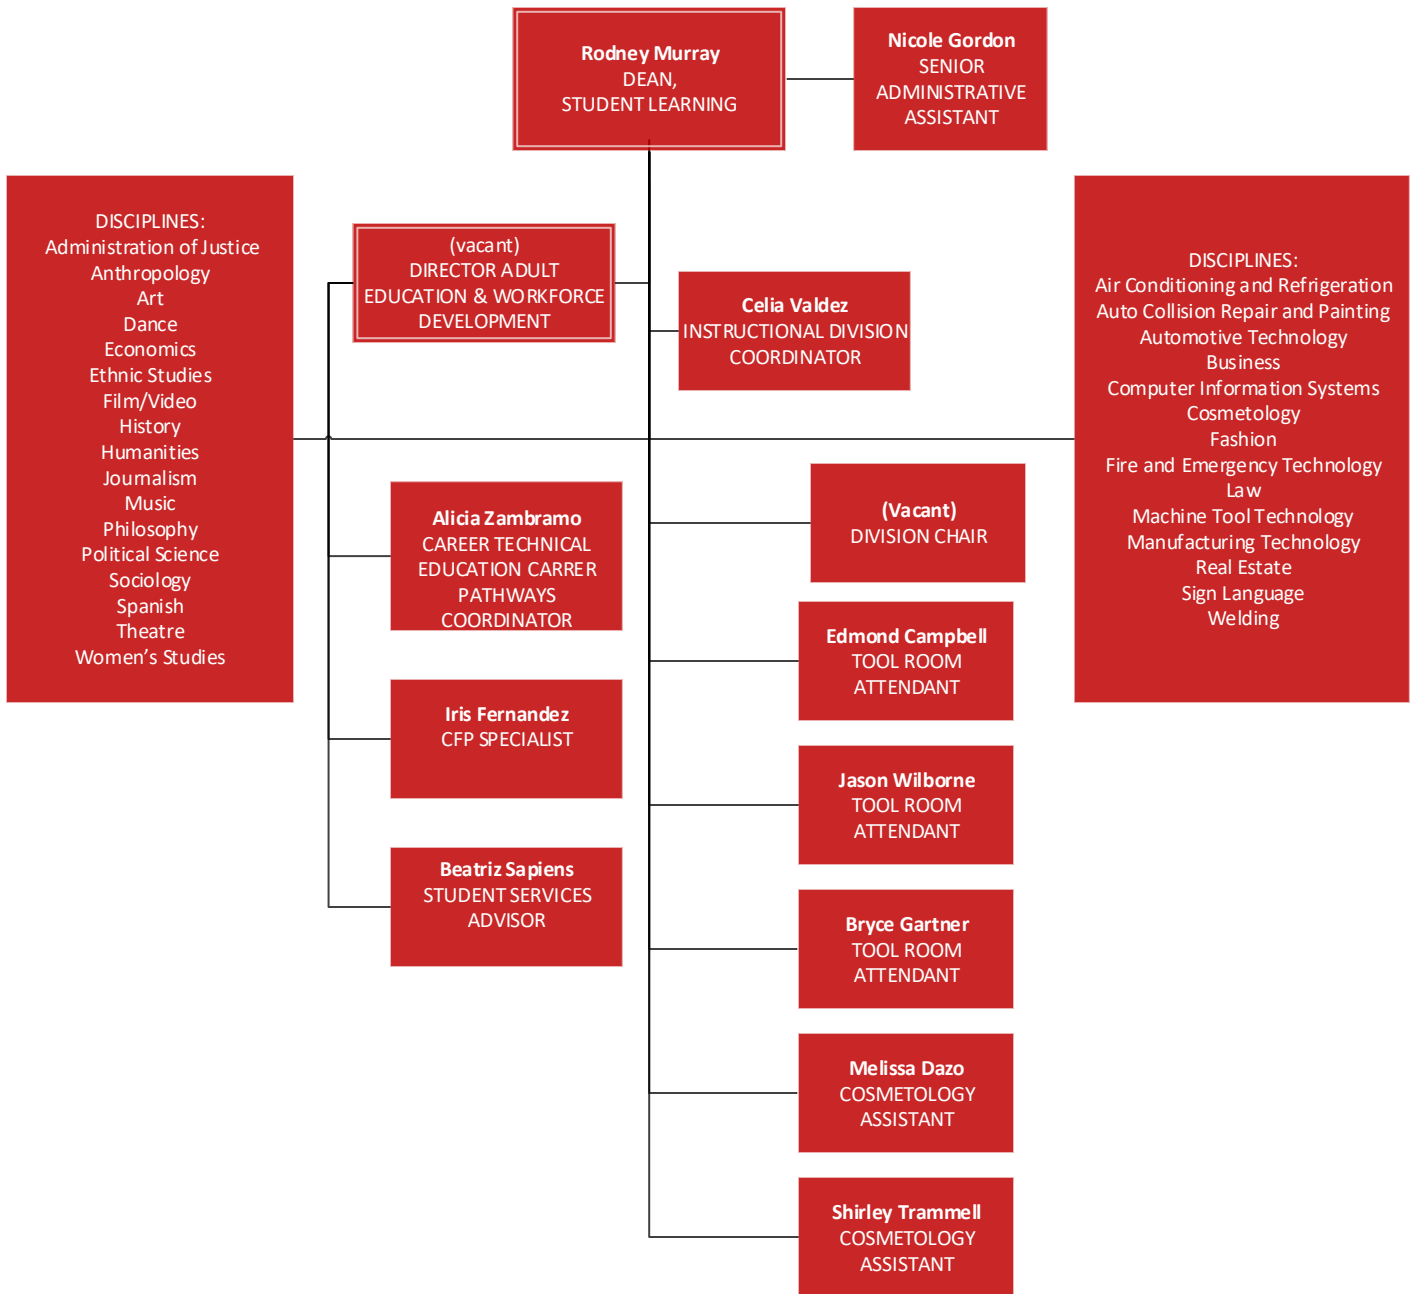 Rodney Murray
DEAN,
STUDENT LEARNING
Nicole Gordon
SENIOR
ADMINISTRATIVE
ASSISTANT
DISCIPLINES:
Administration of Justice
Anthropology
Art
Dance
Economics
Ethnic Studies
Film/Video
History
Humanities
Journalism
Music
Philosophy
Political Science
Sociology
Spanish
Theatre
Women’s Studies
(vacant)
DIRECTOR ADULT
EDUCATION & WORKFORCE
DEVELOPMENT
Celia Valdez
INSTRUCTIONAL DIVISION
COORDINATOR
DISCIPLINES:
Air Conditioning and Refrigeration
Auto Collision Repair and Painting
Automotive Technology
Business
Computer Information Systems
Cosmetology
Fashion
Fire and Emergency Technology
Law
Machine Tool Technology
Manufacturing Technology
Real Estate
Sign Language
Welding
Alicia Zambramo
CAREER TECHNICAL
EDUCATION CARRER
PATHWAYS
COORDINATOR
Iris Fernandez
CFP SPECIALIST
Beatriz Sapiens
STUDENT SERVICES
ADVISOR
(Vacant)
DIVISION CHAIR
Edmond Campbell
TOOL ROOM
ATTENDANT
Jason Wilborne
TOOL ROOM
ATTENDANT
Bryce Gartner
TOOL ROOM
ATTENDANT
Melissa Dazo
COSMETOLOGY
ASSISTANT
Shirley Trammell
COSMETOLOGY
ASSISTANT